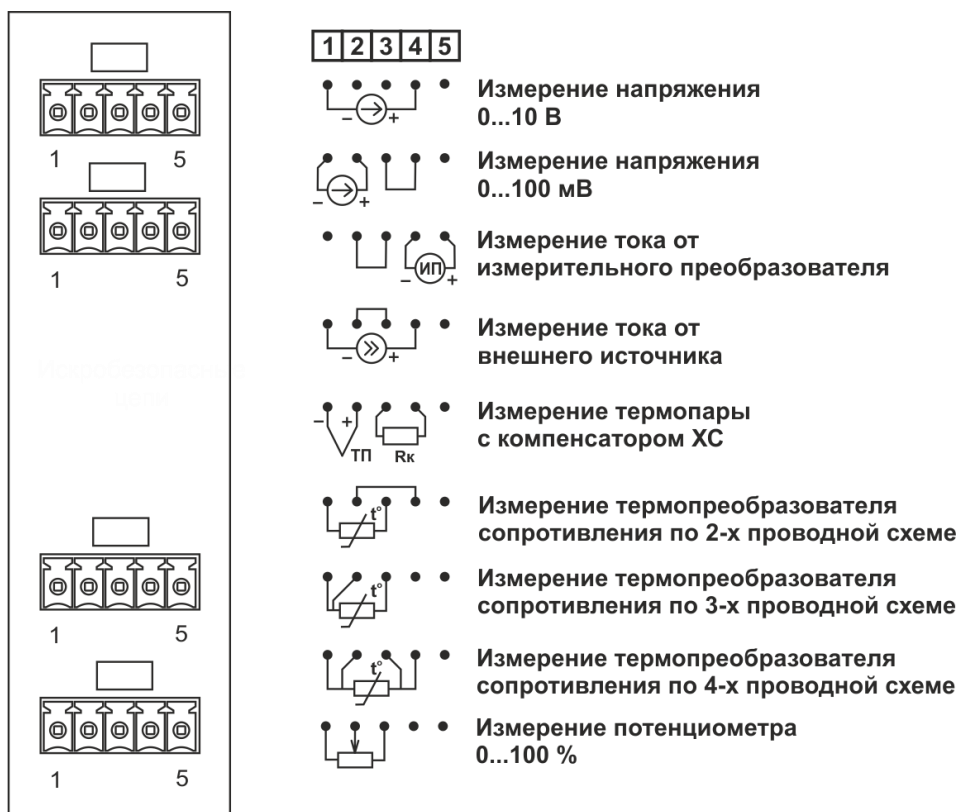 1 2 3 4 5
Измерение напряжения
0...10 В
- +
Измерение напряжения
0...100 мВ
- +
Измерение тока от
измерительного преобразователя
- ИП +
Измерение тока от
внешнего источника
- +
Измерение термопары
с компенсатором ХС
- + ТП Rк
Измерение термопреобразователя
сопротивления по 2-х проводной схеме
t°
Измерение термопреобразователя
сопротивления по 3-х проводной схеме
t°
Измерение термопреобразователя
сопротивления по 4-х проводной схеме
t°
Измерение потенциометра
0...100 %
1 5
1 5
1 5
1 5